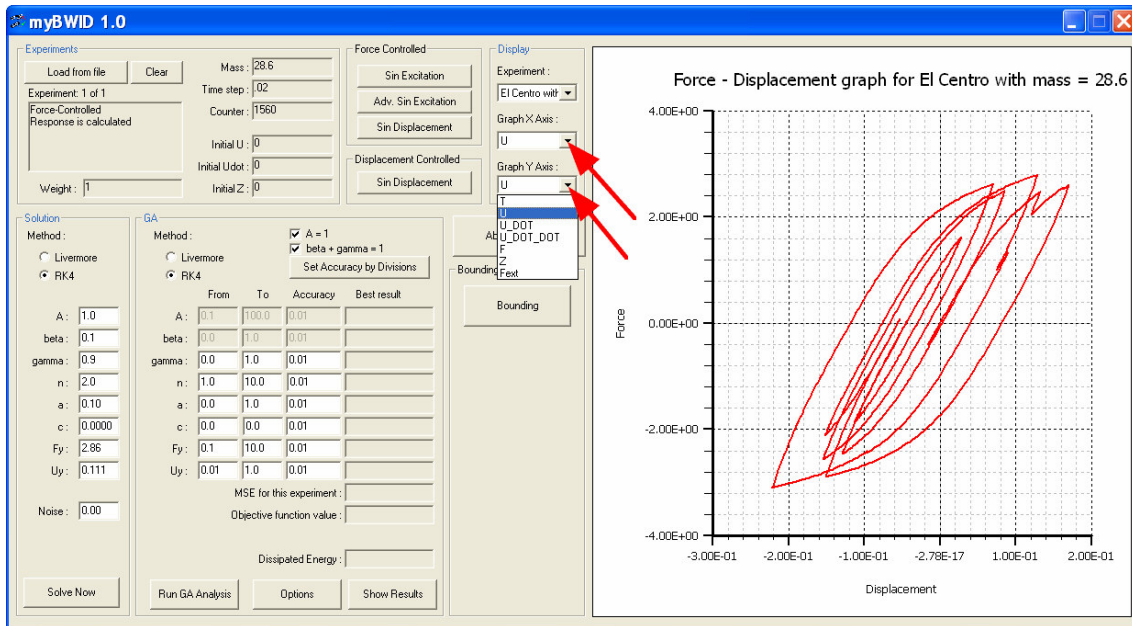 myBWID 1.0
Experiments
Load from file
Clear
Experiment: 1 of 1
Force-Controlled
Response is calculated
Weight : 1
Mass : 28.6
Time step : .02
Counter : 1560
Initial U : 0
Initial Udot : 0
Initial Z : 0
Force Controlled
Sin Excitation
Adv. Sin Excitation
Sin Displacement
Displacement Controlled
Sin Displacement
Display
Experiment :
El Centro with
Graph X Axis :
U
Graph Y Axis :
U
T
U
U_DOT
U_DOT_DOT
F
Z
Fext
Ab
Bounding
Bounding
Solution
Method :
Livermore
RK4
A : 1.0
beta : 0.1
gamma : 0.9
n : 2.0
a : 0.10
c : 0.0000
Fy : 2.86
Uy : 0.111
Noise : 0.00
Solve Now
GA
Method :
Livermore
RK4
A = 1
beta + gamma = 1
Set Accuracy by Divisions
From To Accuracy Best result
A : 0.1 100.0 0.01
beta : 0.0 1.0 0.01
gamma : 0.0 1.0 0.01
n : 1.0 10.0 0.01
a : 0.0 1.0 0.01
c : 0.0 0.0 0.01
Fy : 0.1 10.0 0.01
Uy : 0.01 1.0 0.01
MSE for this experiment :
Objective function value :
Dissipated Energy :
Run GA Analysis
Options
Show Results
Force - Displacement graph for El Centro with mass = 28.6
4.00E+00
2.00E+00
0.00E+00
-2.00E+00
-4.00E+00
Force
-3.00E-01 -2.00E-01 -1.00E-01 -2.78E-17 1.00E-01 2.00E-01
Displacement